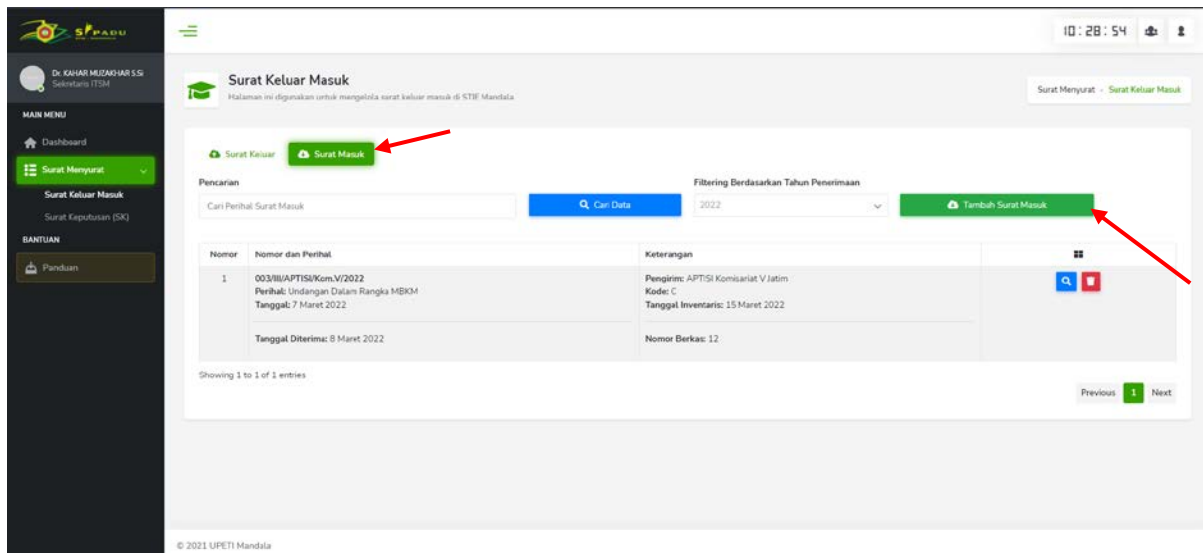 SIPADU
10:28:54
Dr. KAHAR MUZAKHAR S.Si
Sekretaris ITSM
MAIN MENU
Dashboard
Surat Menyurat
Surat Keluar Masuk
Surat Keputusan (SK)
BANTUAN
Panduan
Surat Keluar Masuk
Halaman ini digunakan untuk mengelola surat keluar masuk di STIE Mandala
Surat Menyurat - Surat Keluar Masuk
Surat Keluar
Surat Masuk
Pencarian
Filtering Berdasarkan Tahun Penerimaan
Cari Perihal Surat Masuk
Cari Data
2022
Tambah Surat Masuk
Nomor
Nomor dan Perihal
Keterangan
1
003/III/APTISI/Kom.V/2022
Perihal: Undangan Dalam Rangka MBKM
Tanggal: 7 Maret 2022
Tanggal Diterima: 8 Maret 2022
Pengirim: APTISI Komisariat V Jatim
Kode: C
Tanggal Inventaris: 15 Maret 2022
Nomor Berkas: 12
Showing 1 to 1 of 1 entries
Previous 1 Next
© 2021 UPETI Mandala